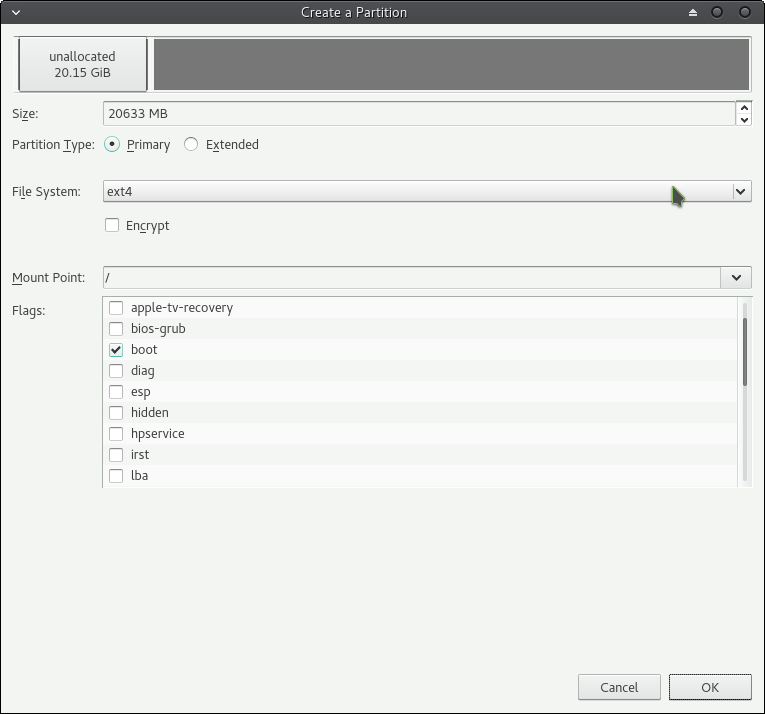 Create a Partition
unallocated
20.15 GiB
Size:
20633 MB
Partition Type:
Primary
Extended
File System:
ext4
Encrypt
Mount Point:
/
Flags:
apple-tv-recovery
bios-grub
boot
diag
esp
hidden
hpservice
irst
lba
Cancel
OK